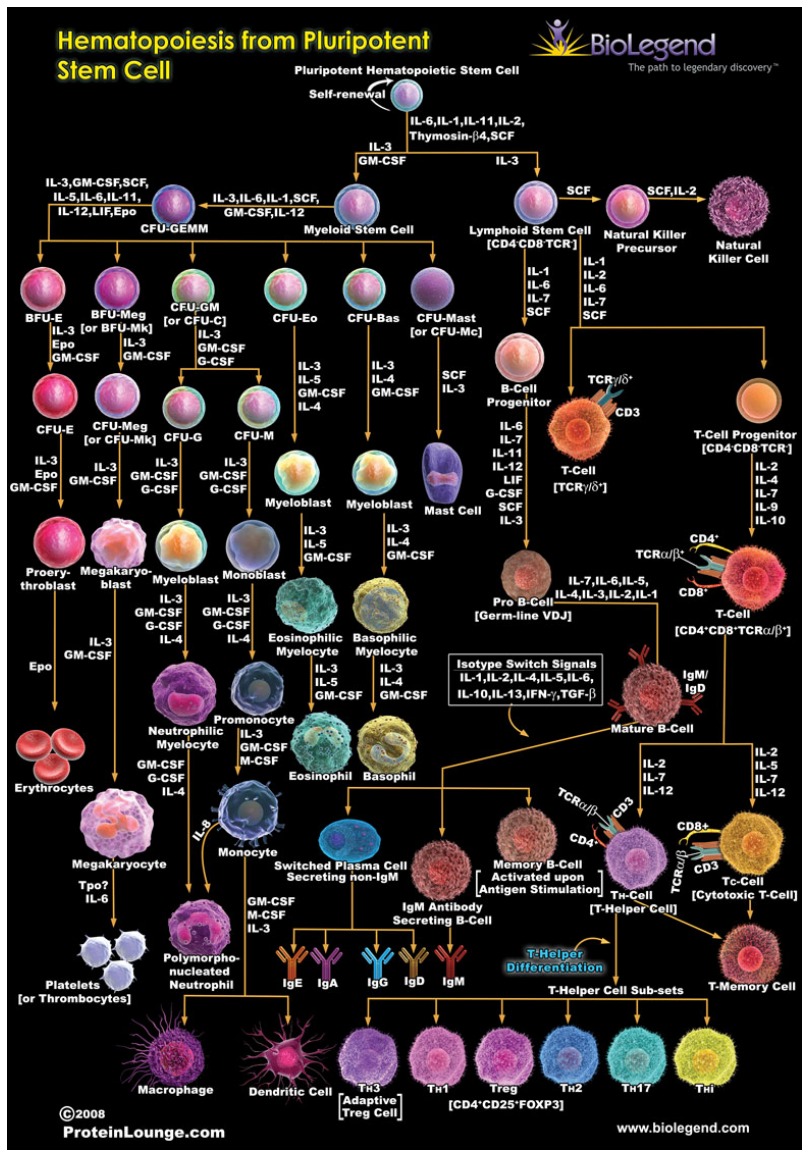 Hematopoiesis from Pluripotent
Stem Cell
BioLegend
The path to legendary discovery™
Pluripotent Hematopoietic Stem Cell
Self-renewal
IL-6,IL-1,IL-11,IL-2,
Thymosin-β4,SCF
IL-3
GM-CSF
IL-3
IL-3,GM-CSF,SCF,
IL-5,IL-6,IL-11,
IL-12,LIF,Epo
CFU-GEMM
IL-3,IL-6,IL-1,SCF,
GM-CSF,IL-12
Myeloid Stem Cell
Lymphoid Stem Cell
[CD4-CD8-TCR-]
SCF
Natural Killer
Precursor
SCF,IL-2
Natural
Killer Cell
BFU-E
BFU-Meg
[or BFU-Mk]
CFU-GM
[or CFU-C]
CFU-Eo
CFU-Bas
CFU-Mast
[or CFU-Mc]
IL-1
IL-6
IL-7
SCF
IL-1
IL-2
IL-6
IL-7
SCF
IL-3
Epo
GM-CSF
IL-3
GM-CSF
IL-3
GM-CSF
G-CSF
IL-3
IL-5
GM-CSF
IL-4
IL-3
IL-4
GM-CSF
SCF
IL-3
B-Cell
Progenitor
TCRγ/δ+
CD3
T-Cell
[TCRγ/δ+]
T-Cell Progenitor
[CD4-CD8-TCR-]
CFU-E
CFU-Meg
[or CFU-Mk]
CFU-G
CFU-M
IL-3
Epo
GM-CSF
IL-3
GM-CSF
IL-3
GM-CSF
G-CSF
IL-3
GM-CSF
G-CSF
Myeloblast
Myeloblast
Mast Cell
IL-6
IL-7
IL-11
IL-12
LIF
G-CSF
SCF
IL-3
IL-2
IL-4
IL-7
IL-9
IL-10
Proery-
throblast
Megakaryo-
blast
Myeloblast
Monoblast
IL-3
IL-5
GM-CSF
IL-3
IL-4
GM-CSF
Pro B-Cell
[Germ-line VDJ]
IL-7,IL-6,IL-5,
IL-4,IL-3,IL-2,IL-1
CD4+
TCRα/β+
CD8+
T-Cell
[CD4+CD8+TCRα/β+]
Epo
IL-3
GM-CSF
IL-3
GM-CSF
G-CSF
IL-4
IL-3
GM-CSF
G-CSF
IL-4
Eosinophilic
Myelocyte
Basophilic
Myelocyte
IL-3
IL-5
GM-CSF
IL-3
IL-4
GM-CSF
Isotype Switch Signals
IL-1,IL-2,IL-4,IL-5,IL-6,
IL-10,IL-13,IFN-γ,TGF-β
IgM/
IgD
Mature B-Cell
Neutrophilic
Myelocyte
Promonocyte
IL-3
GM-CSF
M-CSF
Eosinophil
Basophil
Erythrocytes
GM-CSF
G-CSF
IL-4
IL-8
Monocyte
IL-2
IL-7
IL-12
IL-2
IL-5
IL-7
IL-12
Megakaryocyte
Tpo?
IL-6
Platelets
[or Thrombocytes]
Polymorpho-
nucleated
Neutrophil
GM-CSF
M-CSF
IL-3
Switched Plasma Cell
Secreting non-IgM
IgM Antibody
Secreting B-Cell
Memory B-Cell
[Activated upon
Antigen Stimulation]
TCRα/β
CD3
CD4+
TH-Cell
[T-Helper Cell]
CD8+
TCRα/β
CD3
Tc-Cell
[Cytotoxic T-Cell]
IgE
IgA
IgG
IgD
IgM
T-Helper
Differentiation
T-Memory Cell
T-Helper Cell Sub-sets
Macrophage
Dendritic Cell
TH3
[Adaptive
Treg Cell]
TH1
Treg
[CD4+CD25+FOXP3]
TH2
TH17
THi
©2008
ProteinLounge.com
www.biolegend.com